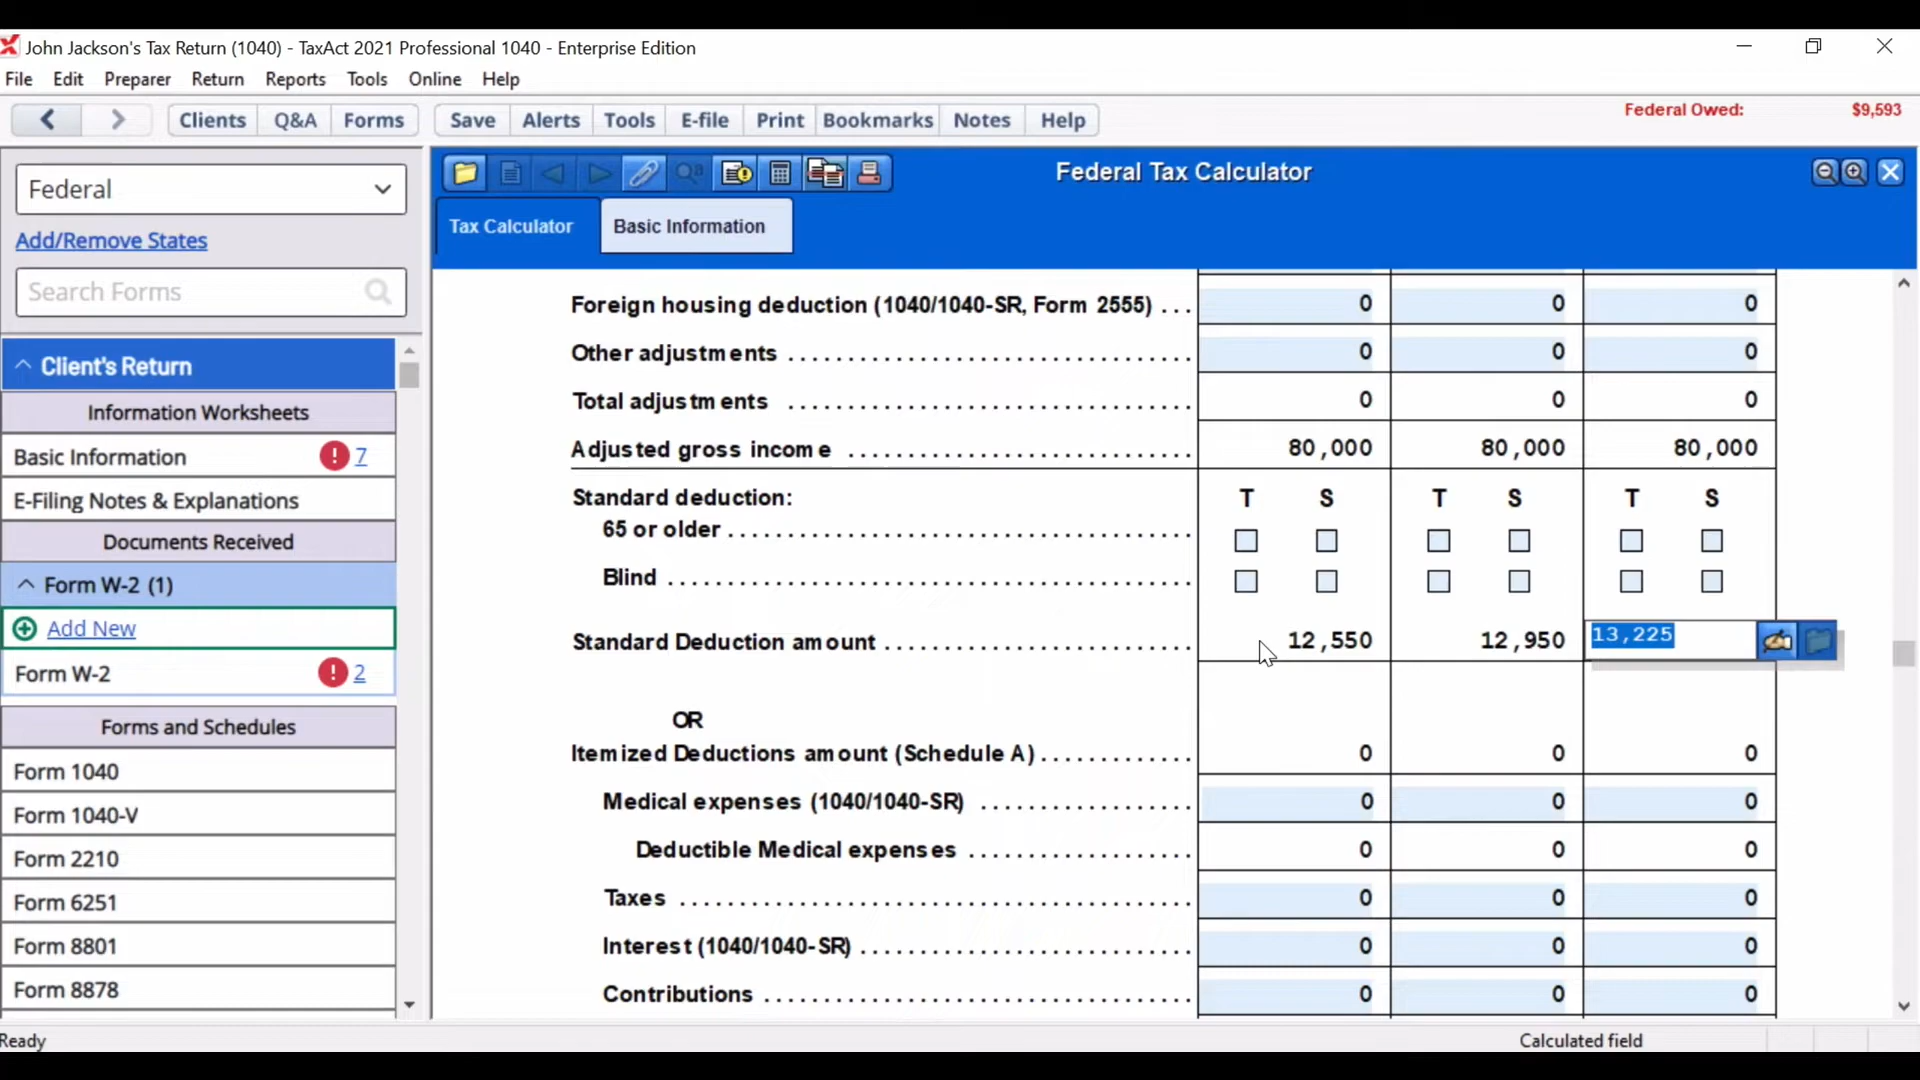 John Jackson's Tax Return (1040) - TaxAct 2021 Professional 1040 - Enterprise Edition
File Edit Preparer Return Reports Tools Online Help
Clients Q&A Forms Save Alerts Tools E-file Print Bookmarks Notes Help
Federal Owed: $9,593
Federal
Add/Remove States
Search Forms
Client's Return
Information Worksheets
Basic Information ! 7
E-Filing Notes & Explanations
Documents Received
Form W-2 (1)
Add New
Form W-2 ! 2
Forms and Schedules
Form 1040
Form 1040-V
Form 2210
Form 6251
Form 8801
Form 8878
Federal Tax Calculator
Tax Calculator Basic Information
Foreign housing deduction (1040/1040-SR, Form 2555) ... 0 0 0
Other adjustments 0 0 0
Total adjustments 0 0 0
Adjusted gross income 80,000 80,000 80,000
Standard deduction: T S T S T S
65 or older
Blind
Standard Deduction amount 12,550 12,950 13,225
OR
Itemized Deductions amount (Schedule A) 0 0 0
Medical expenses (1040/1040-SR) 0 0 0
Deductible Medical expenses 0 0 0
Taxes 0 0 0
Interest (1040/1040-SR) 0 0 0
Contributions 0 0 0
Ready Calculated field